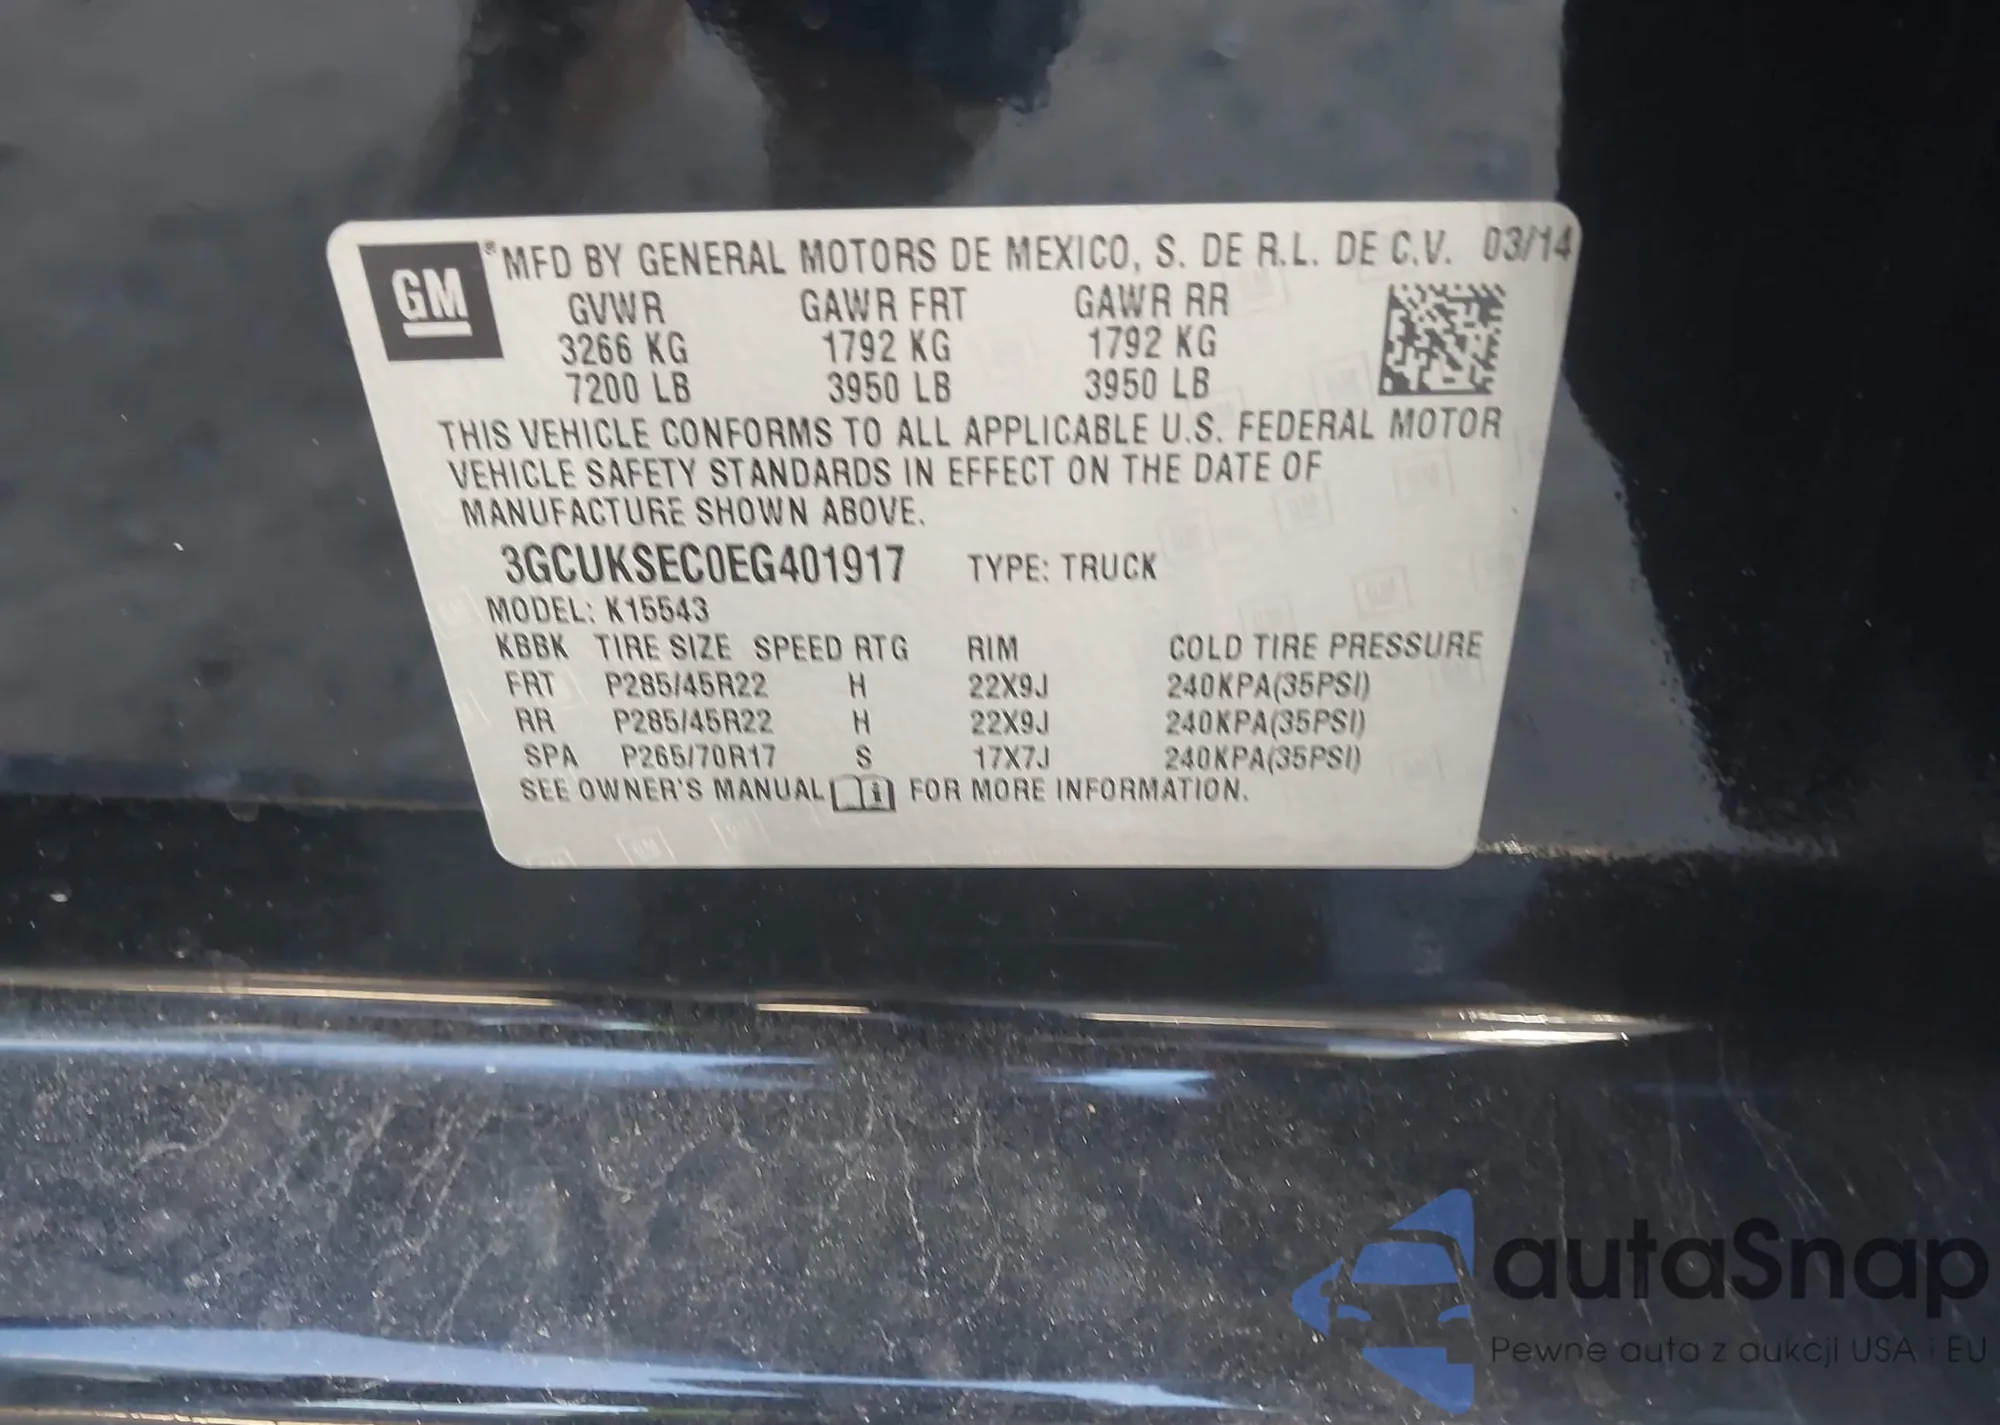 GM ® MFD BY GENERAL MOTORS DE MEXICO, S. DE R.L. DE C.V. 03/14
GVWR GAWR FRT GAWR RR
3266 KG 1792 KG 1792 KG
7200 LB 3950 LB 3950 LB
THIS VEHICLE CONFORMS TO ALL APPLICABLE U.S. FEDERAL MOTOR
VEHICLE SAFETY STANDARDS IN EFFECT ON THE DATE OF
MANUFACTURE SHOWN ABOVE.
3GCUKSEC0EG401917 TYPE: TRUCK
MODEL: K15543
KBBK TIRE SIZE SPEED RTG RIM COLD TIRE PRESSURE
FRT P285/45R22 H 22X9J 240KPA(35PSI)
RR P285/45R22 H 22X9J 240KPA(35PSI)
SPA P265/70R17 S 17X7J 240KPA(35PSI)
SEE OWNER'S MANUAL i FOR MORE INFORMATION.
autaSnap
Pewne auta z aukcji USA i EU